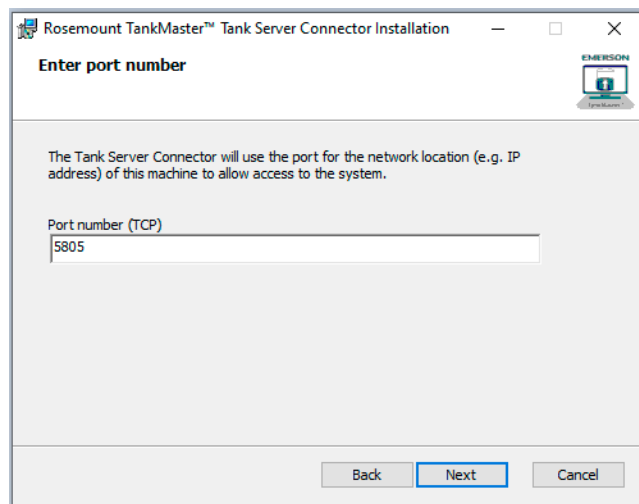 Rosemount TankMaster™ Tank Server Connector Installation
Enter port number
EMERSON
The Tank Server Connector will use the port for the network location (e.g. IP
address) of this machine to allow access to the system.
Port number (TCP)
5805
Back
Next
Cancel